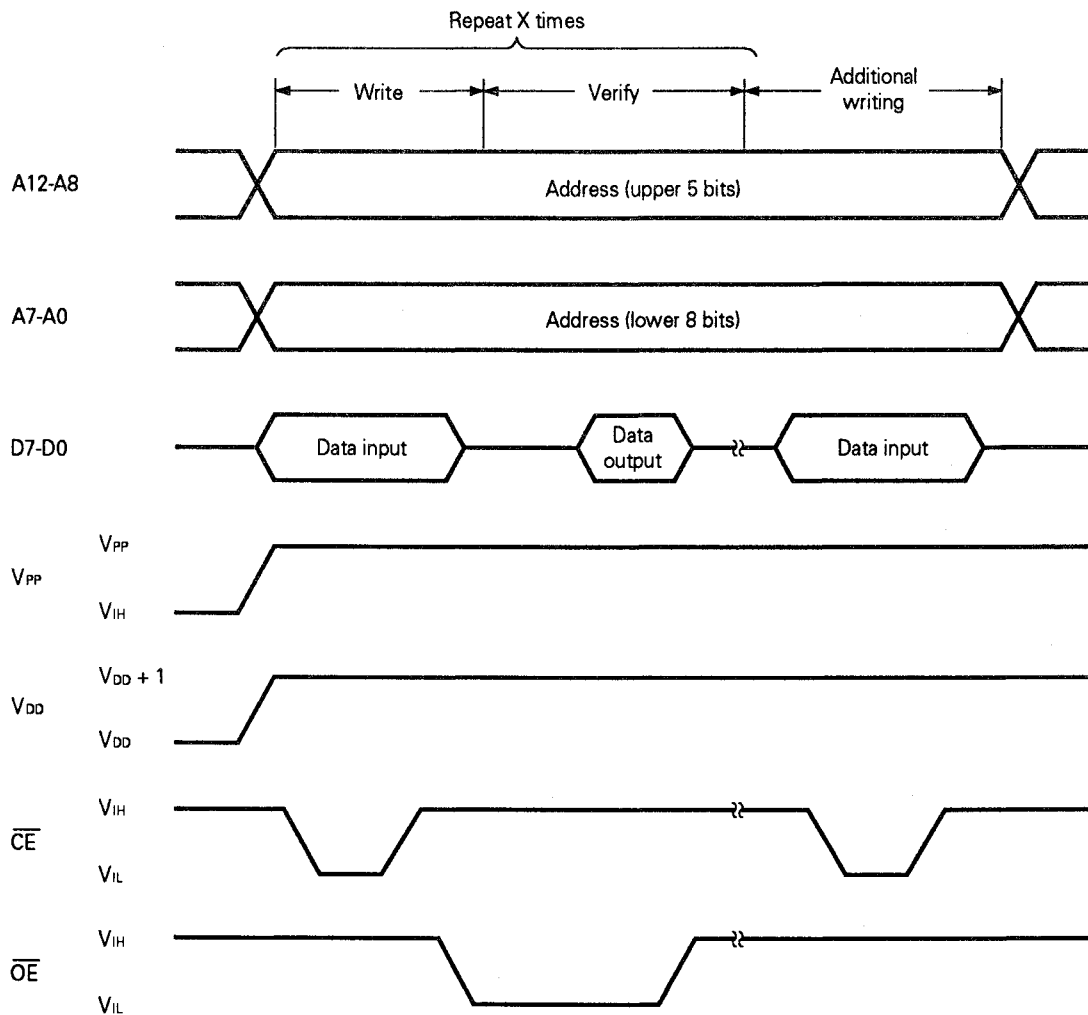 Repeat X times
Write
Verify
Additional
writing
A12-A8
Address (upper 5 bits)
A7-A0
Address (lower 8 bits)
D7-D0
Data input
Data
output
Data input
VPP
VPP
VIH
VDD + 1
VDD
VDD
VIH
CE
VIL
VIH
OE
VIL